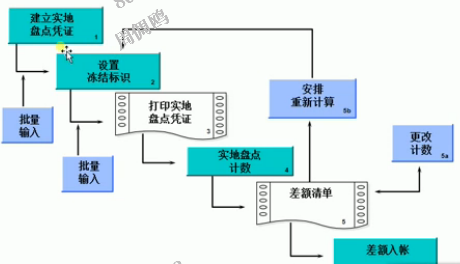 建立实地
盘点凭证
1
设置
冻结标识
2
批量
输入
打印实地
盘点凭证
3
批量
输入
实地盘点
计数
4
安排
重新计算
5b
更改
计数
5a
差额清单
5
差额入帐